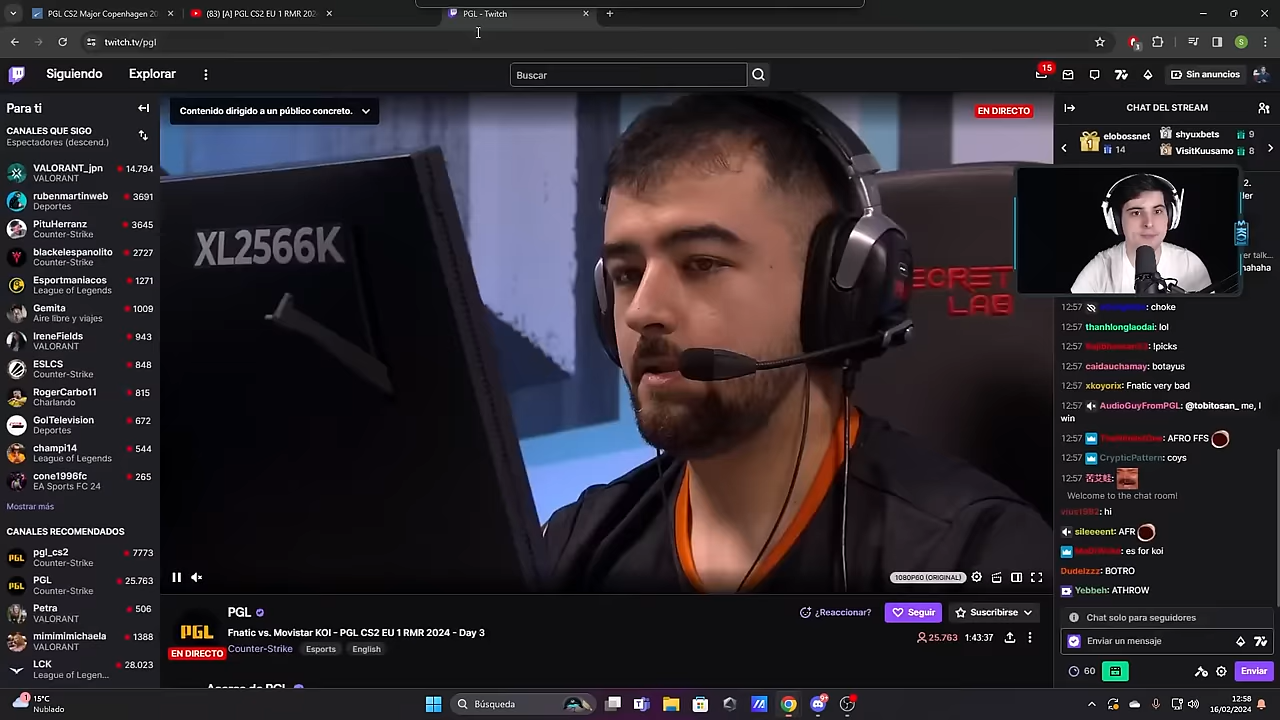 PGL CS2 Major Copenhagen 20
(83) [A] PGL CS2 EU 1 RMR 2024 -
PGL - Twitch
twitch.tv/pgl
S
Siguiendo
Explorar
Buscar
15
Sin anuncios
Para ti
CANALES QUE SIGO
Espectadores (descend.)
VALORANT_jpn
14.794
VALORANT
rubenmartinweb
3691
Deportes
PituHerranz
3645
Counter-Strike
blackelespanolito
2727
Counter-Strike
Esportmaniacos
1271
League of Legends
Gemita
1009
Aire libre y viajes
IreneFields
943
VALORANT
ESLCS
848
Counter-Strike
RogerCarbo11
815
Charlando
GolTelevision
672
Deportes
champi14
544
League of Legends
cone1996fc
265
EA Sports FC 24
Mostrar más
CANALES RECOMENDADOS
pgl_cs2
7773
Counter-Strike
PGL
25.763
Counter-Strike
Petra
506
VALORANT
mimimimichaela
1388
VALORANT
LCK
28.023
League of Legen...
Contenido dirigido a un público concreto.
EN DIRECTO
XL2566K
SECRET
LAB
1080P60 (ORIGINAL)
PGL
EN DIRECTO
PGL
Fnatic vs. Movistar KOI - PGL CS2 EU 1 RMR 2024 - Day 3
Counter-Strike
Esports
English
¿Reaccionar?
Seguir
Suscribirse
25.763
1:43:37
CHAT DEL STREAM
elobossnet
14
shyuxbets
9
VisitKuusamo
8
2.
er talk...
hahaha
12:57 : choke
12:57 thanhlonglaodai: lol
12:57 : !picks
12:57 caidauchamay: botayus
12:57 xkoyorix: Fnatic very bad
12:57 AudioGuyFromPGL: @tobitosan_ me, I
win
12:57 : AFRO FFS
12:57 CrypticPattern: coys
12:57
Welcome to the chat room!
vius1982: hi
sileeeent: AFR
: es for koi
Dudelzzz: BOTRO
Yebbeh: ATHROW
Chat solo para seguidores
Enviar un mensaje
60
Enviar
15°C
Nublado
Búsqueda
12:58
16/02/2024